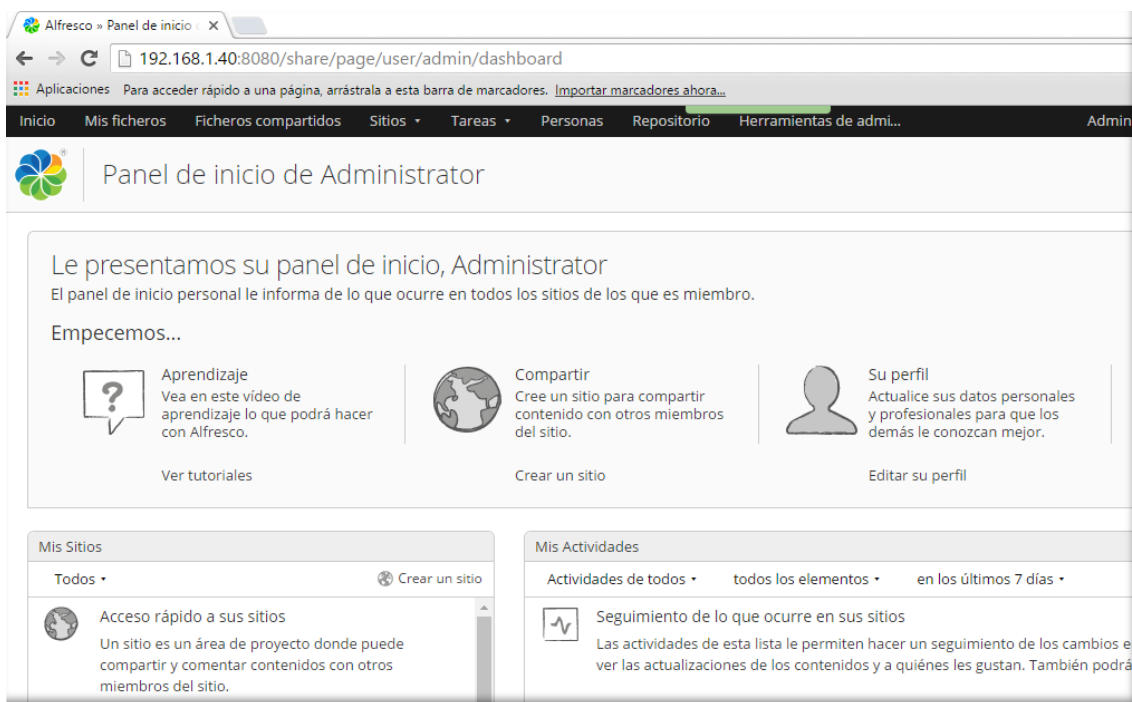 Alfresco » Panel de inicio
192.168.1.40:8080/share/page/user/admin/dashboard
Aplicaciones Para acceder rápido a una página, arrástrala a esta barra de marcadores. Importar marcadores ahora...
Inicio Mis ficheros Ficheros compartidos Sitios Tareas Personas Repositorio Herramientas de admi... Admin
Panel de inicio de Administrator
Le presentamos su panel de inicio, Administrator
El panel de inicio personal le informa de lo que ocurre en todos los sitios de los que es miembro.
Empecemos...
Aprendizaje
Vea en este vídeo de
aprendizaje lo que podrá hacer
con Alfresco.
Ver tutoriales
Compartir
Cree un sitio para compartir
contenido con otros miembros
del sitio.
Crear un sitio
Su perfil
Actualice sus datos personales
y profesionales para que los
demás le conozcan mejor.
Editar su perfil
Mis Sitios
Todos Crear un sitio
Acceso rápido a sus sitios
Un sitio es un área de proyecto donde puede
compartir y comentar contenidos con otros
miembros del sitio.
Mis Actividades
Actividades de todos todos los elementos en los últimos 7 días
Seguimiento de lo que ocurre en sus sitios
Las actividades de esta lista le permiten hacer un seguimiento de los cambios e
ver las actualizaciones de los contenidos y a quiénes les gustan. También podrá